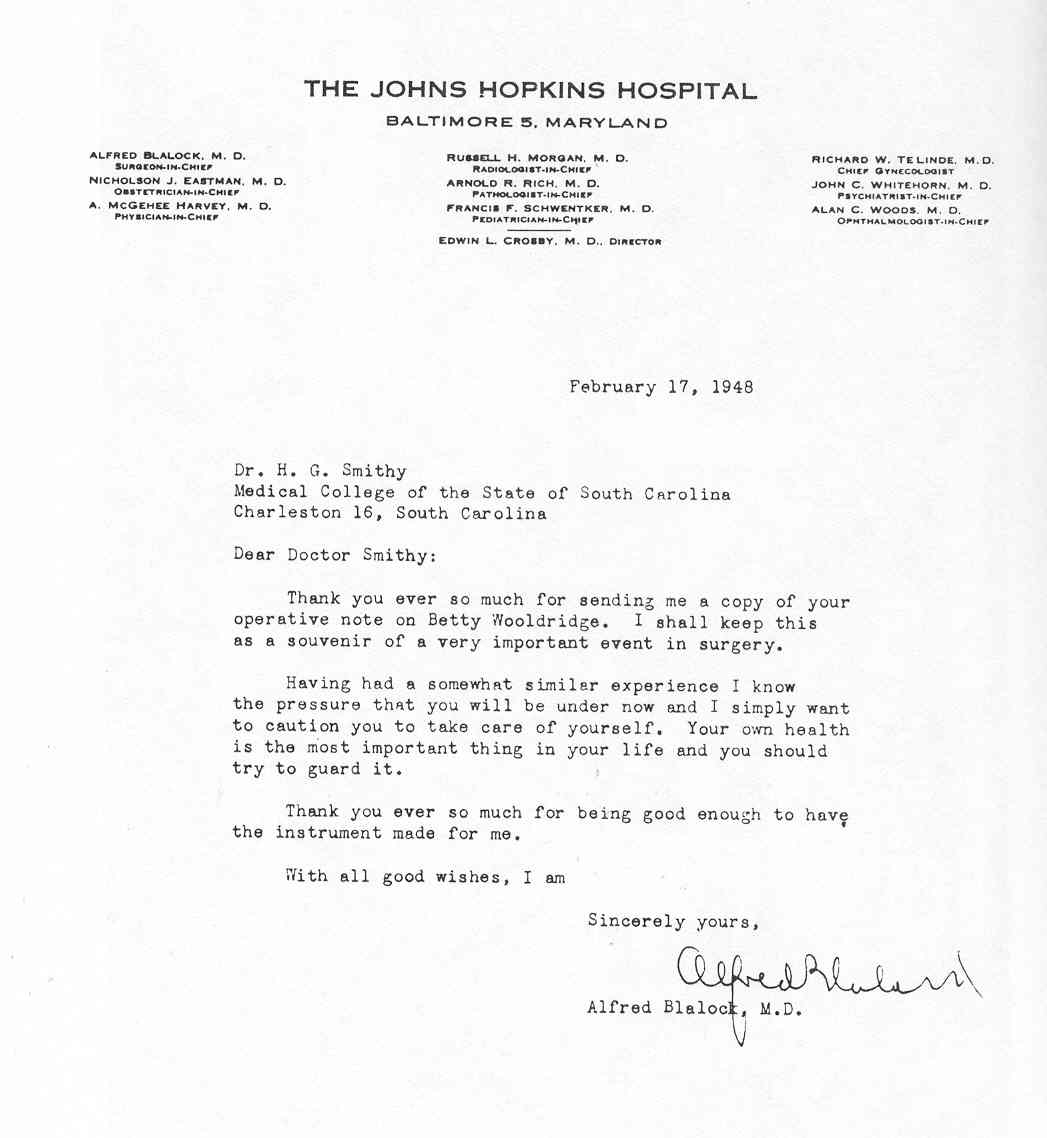 THE JOHNS HOPKINS HOSPITAL
BALTIMORE 5, MARYLAND
ALFRED BLALOCK, M. D.
SURGEON-IN-CHIEF
NICHOLSON J. EASTMAN, M. D.
OBSTETRICIAN-IN-CHIEF
A. MCGEHEE HARVEY, M. D.
PHYSICIAN-IN-CHIEF
RUSSELL H. MORGAN, M. D.
RADIOLOGIST-IN-CHIEF
ARNOLD R. RICH, M. D.
PATHOLOGIST-IN-CHIEF
FRANCIS F. SCHWENTKER, M. D.
PEDIATRICIAN-IN-CHIEF
EDWIN L. CROSBY, M. D., DIRECTOR
RICHARD W. TELINDE, M. D.
CHIEF GYNECOLOGIST
JOHN C. WHITEHORN, M. D.
PSYCHIATRIST-IN-CHIEF
ALAN C. WOODS, M. D.
OPHTHALMOLOGIST-IN-CHIEF
February 17, 1948
Dr. H. G. Smithy
Medical College of the State of South Carolina
Charleston 16, South Carolina
Dear Doctor Smithy:
Thank you ever so much for sending me a copy of your
operative note on Betty Wooldridge. I shall keep this
as a souvenir of a very important event in surgery.
Having had a somewhat similar experience I know
the pressure that you will be under now and I simply want
to caution you to take care of yourself. Your own health
is the most important thing in your life and you should
try to guard it.
Thank you ever so much for being good enough to have
the instrument made for me.
With all good wishes, I am
Sincerely yours,
Alfred Blalock
Alfred Blalock, M.D.